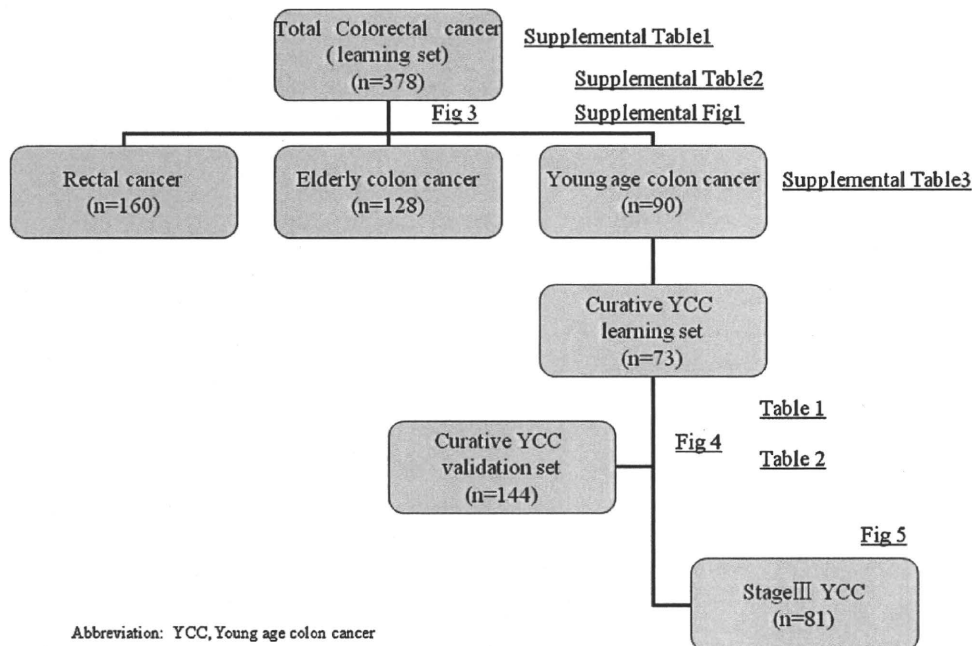 Total Colorectal cancer
(learning set)
(n=378)
Supplemental Table1
Supplemental Table2
Fig 3
Supplemental Fig1
Rectal cancer
(n=160)
Elderly colon cancer
(n=128)
Young age colon cancer
(n=90)
Supplemental Table3
Curative YCC
learning set
(n=73)
Table 1
Curative YCC
validation set
(n=144)
Fig 4
Table 2
Fig 5
StageⅢ YCC
(n=81)
Abbreviation: YCC, Young age colon cancer